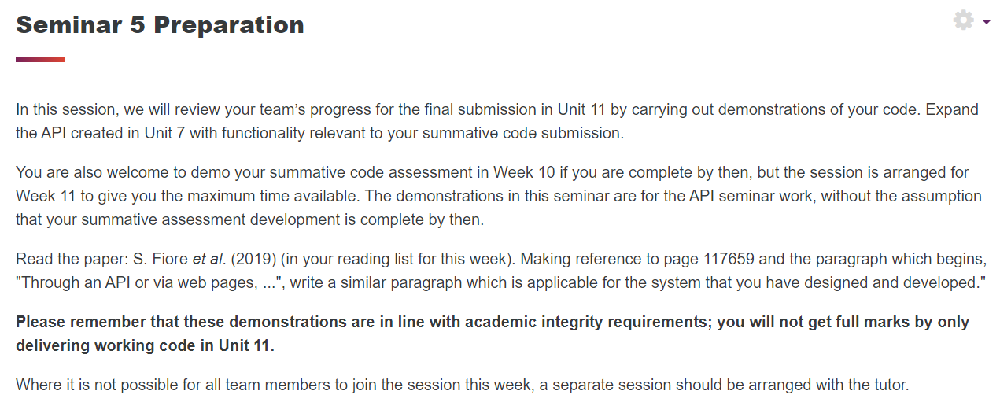 Seminar 5 Preparation
In this session, we will review your team’s progress for the final submission in Unit 11 by carrying out demonstrations of your code. Expand
the API created in Unit 7 with functionality relevant to your summative code submission.
You are also welcome to demo your summative code assessment in Week 10 if you are complete by then, but the session is arranged for
Week 11 to give you the maximum time available. The demonstrations in this seminar are for the API seminar work, without the assumption
that your summative assessment development is complete by then.
Read the paper: S. Fiore et al. (2019) (in your reading list for this week). Making reference to page 117659 and the paragraph which begins,
"Through an API or via web pages, ...", write a similar paragraph which is applicable for the system that you have designed and developed."
Please remember that these demonstrations are in line with academic integrity requirements; you will not get full marks by only
delivering working code in Unit 11.
Where it is not possible for all team members to join the session this week, a separate session should be arranged with the tutor.